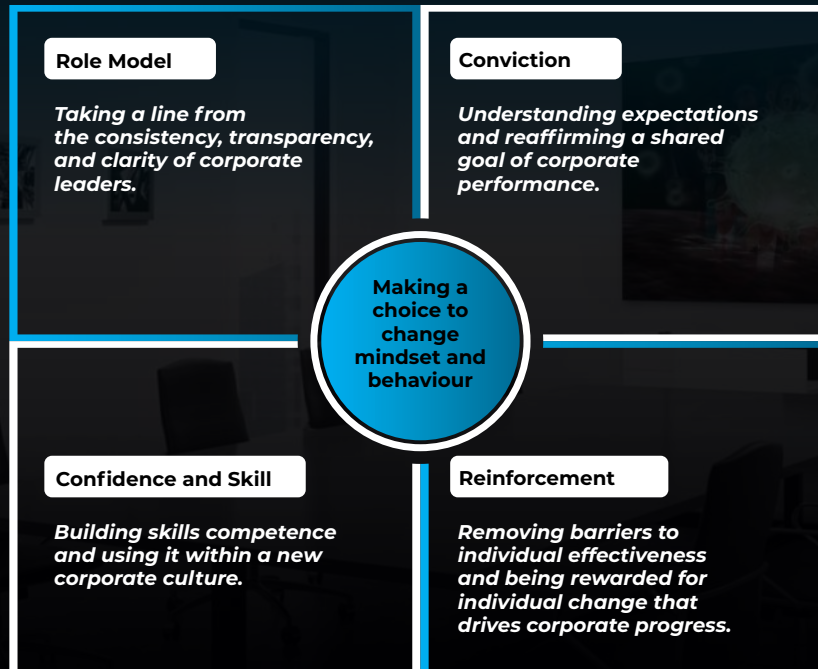 Role Model
Taking a line from
the consistency, transparency,
and clarity of corporate
leaders.
Conviction
Understanding expectations
and reaffirming a shared
goal of corporate
performance.
Making a
choice to
change
mindset and
behaviour
Confidence and Skill
Building skills competence
and using it within a new
corporate culture.
Reinforcement
Removing barriers to
individual effectiveness
and being rewarded for
individual change that
drives corporate progress.